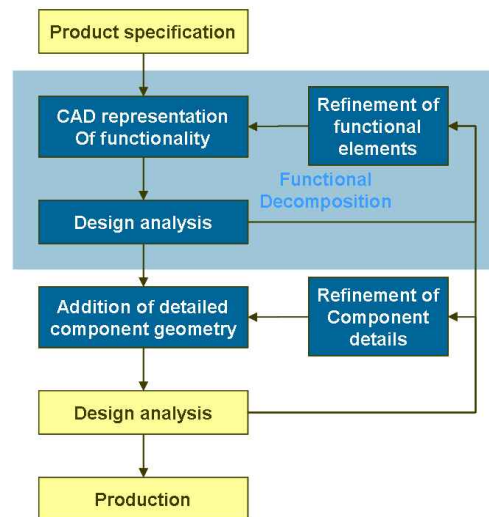 Product specification
CAD representation
Of functionality
Refinement of
functional
elements
Functional
Decomposition
Design analysis
Addition of detailed
component geometry
Refinement of
Component
details
Design analysis
Production